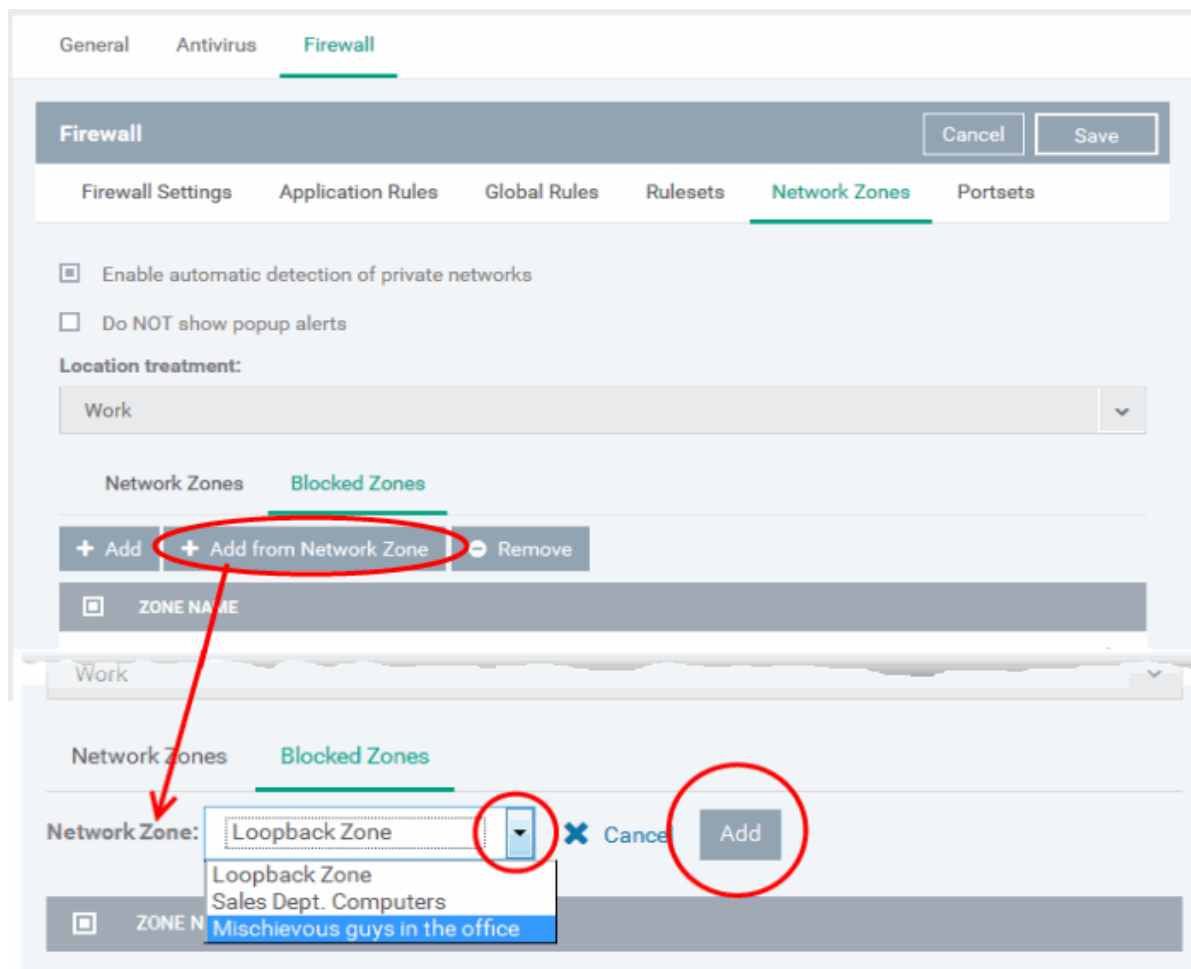 General Antivirus Firewall
Firewall Cancel Save
Firewall Settings Application Rules Global Rules Rulesets Network Zones Portsets
Enable automatic detection of private networks
Do NOT show popup alerts
Location treatment:
Work
Network Zones Blocked Zones
+ Add + Add from Network Zone Remove
ZONE NAME
Work
Network Zones Blocked Zones
Network Zone: Loopback Zone Cancel Add
Loopback Zone
Sales Dept. Computers
ZONE N Mischievous guys in the office